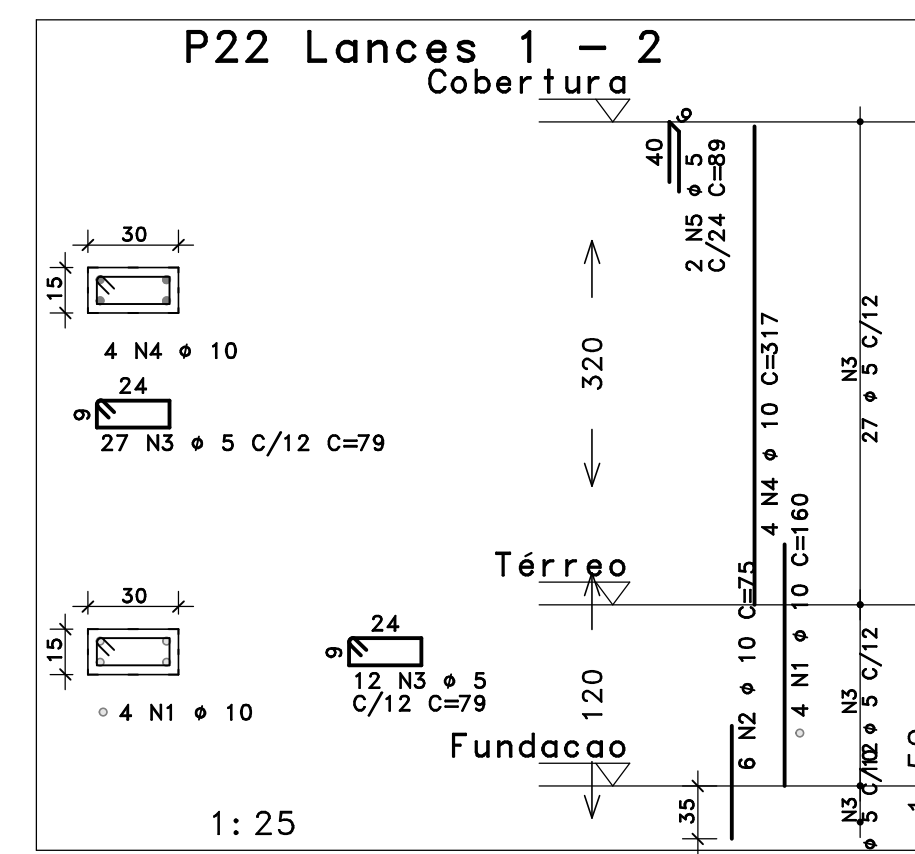 P22 Lances 1 – 2
Cobertura
9
40
2 N5 ø 5
C/24 C=89
30
15
4 N4 ø 10
24
9
27 N3 ø 5 C/12 C=79
320
4 N4 ø 10 C=317
N3
27 ø 5 C/12
Térreo
30
15
4 N1 ø 10
24
9
12 N3 ø 5
C/12 C=79
120
6 N2 ø 10 C=75
4 N1 ø 10 C=160
N3
ø 5 C/12
Fundacao
35
N3
ø 5
1:25